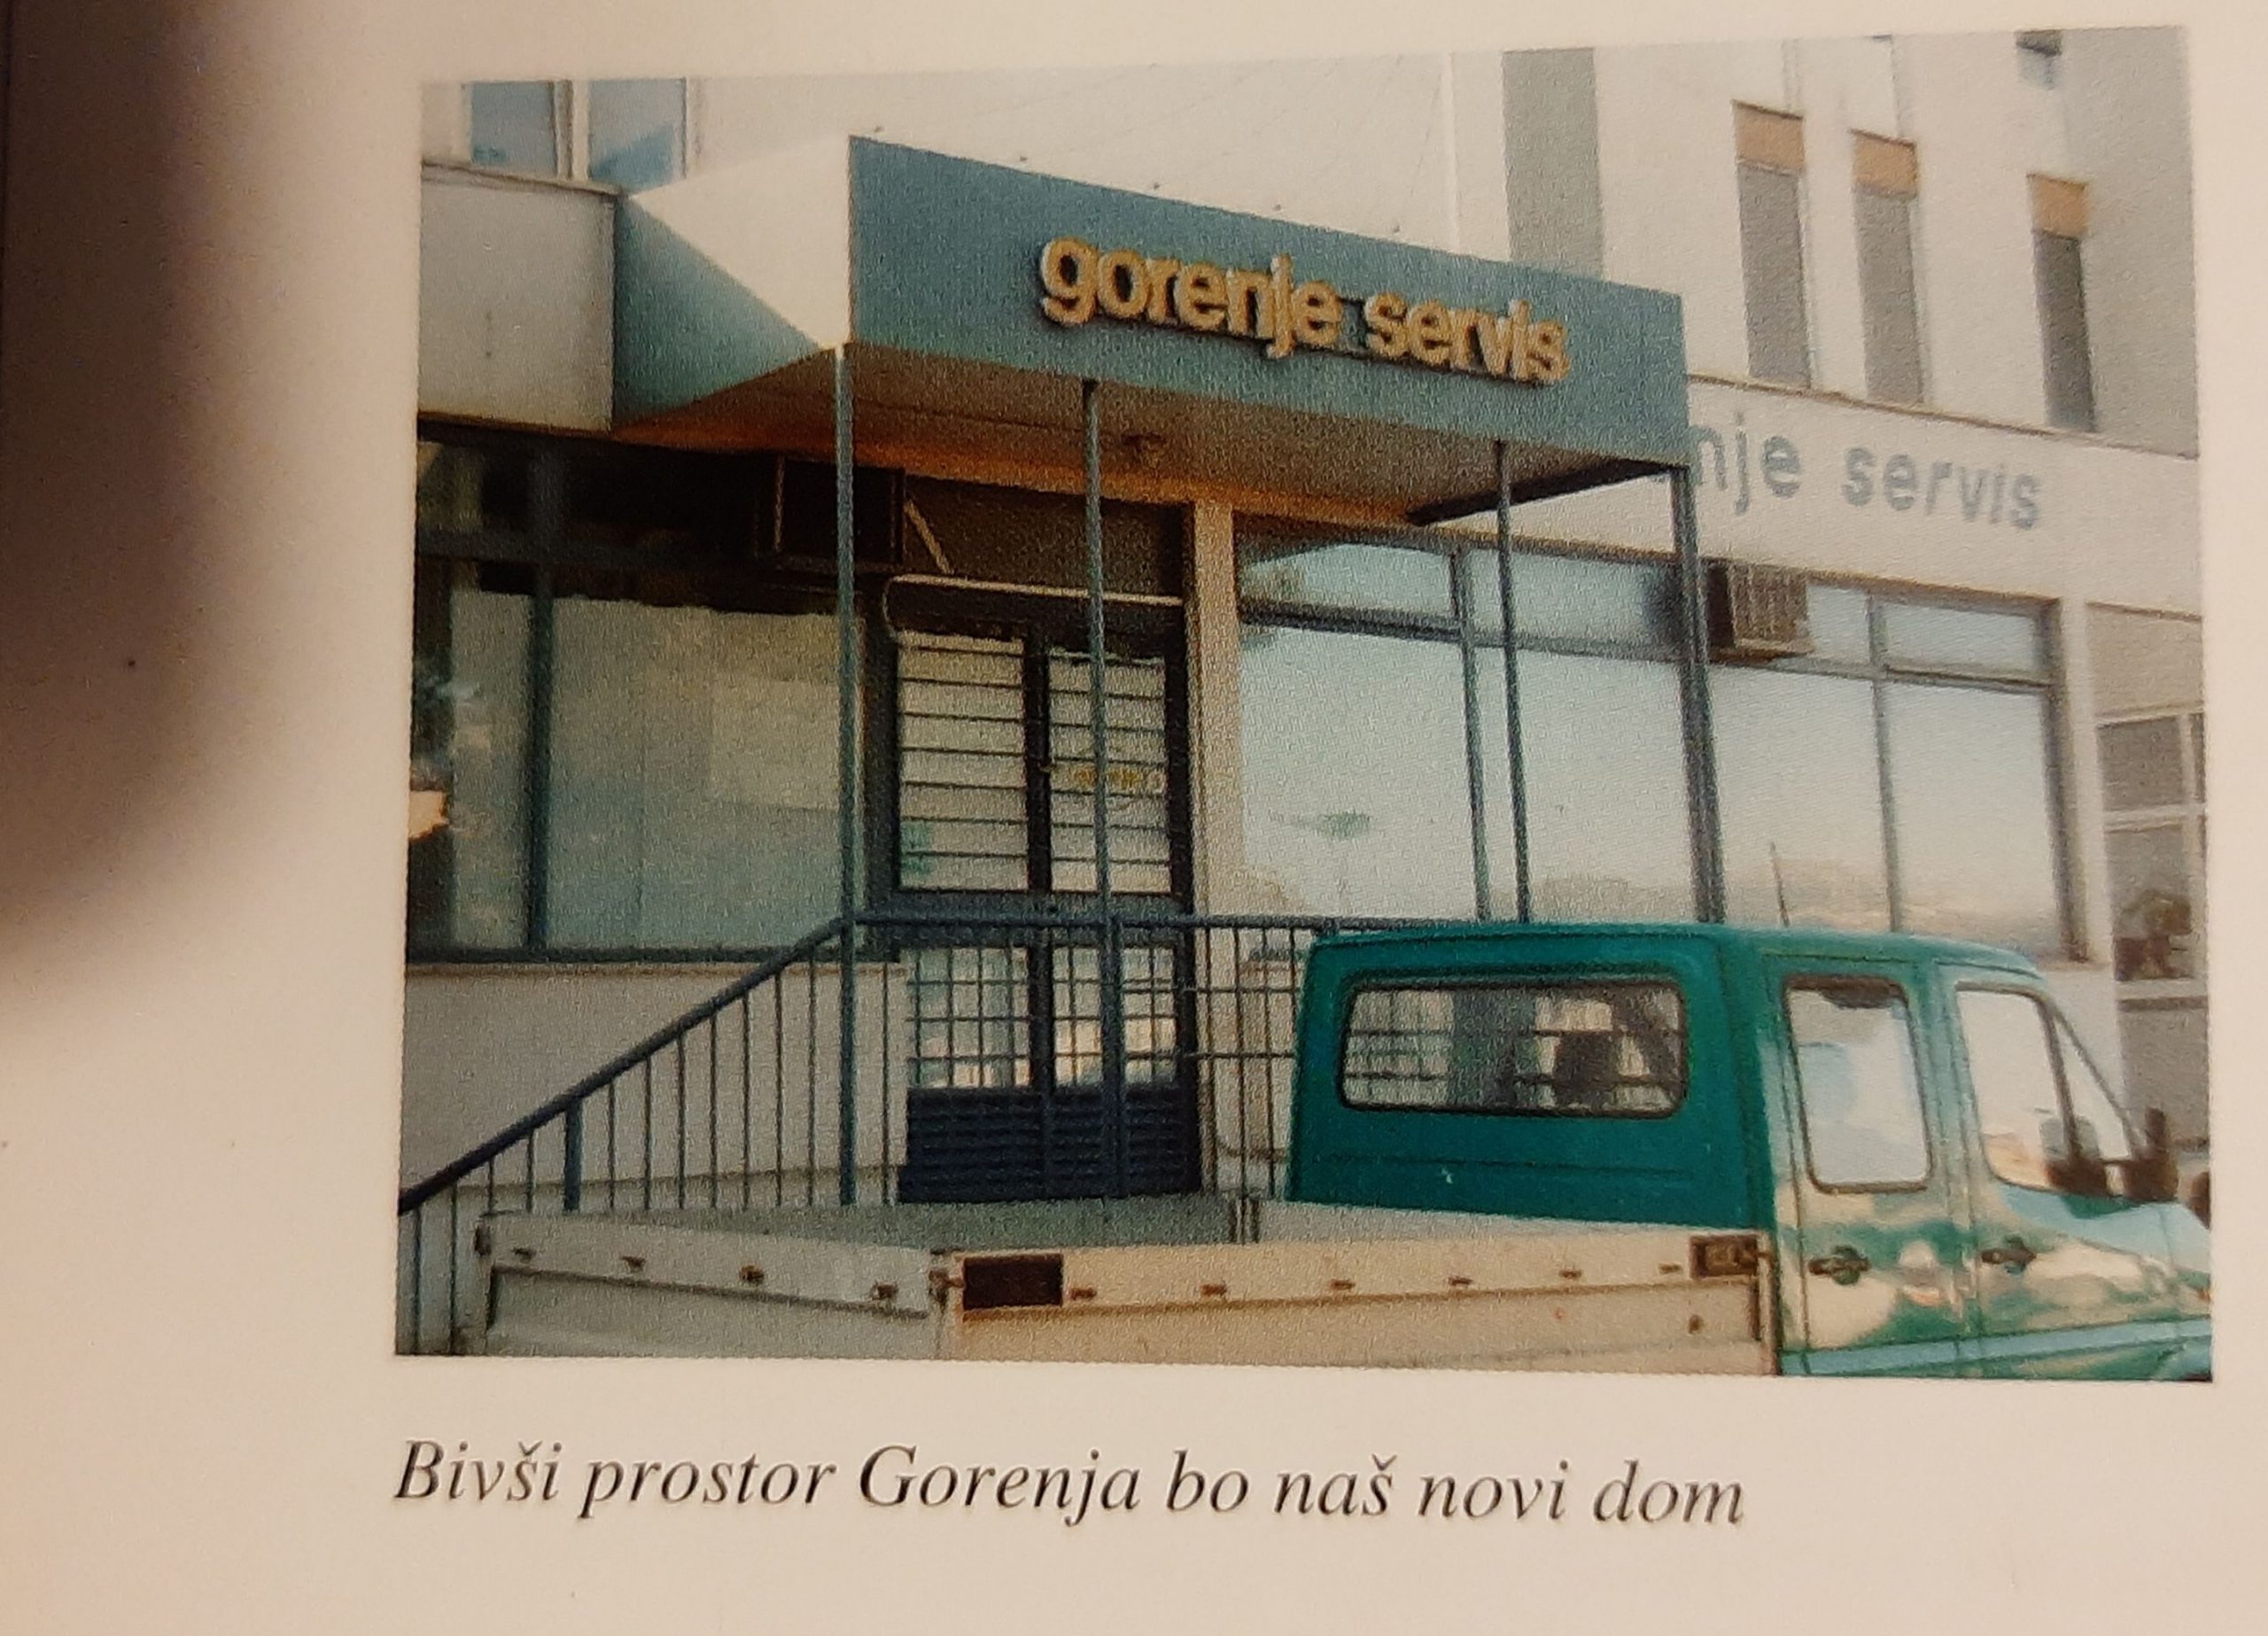 gorenje servis
nje servis
Bivši prostor Gorenja bo naš novi dom